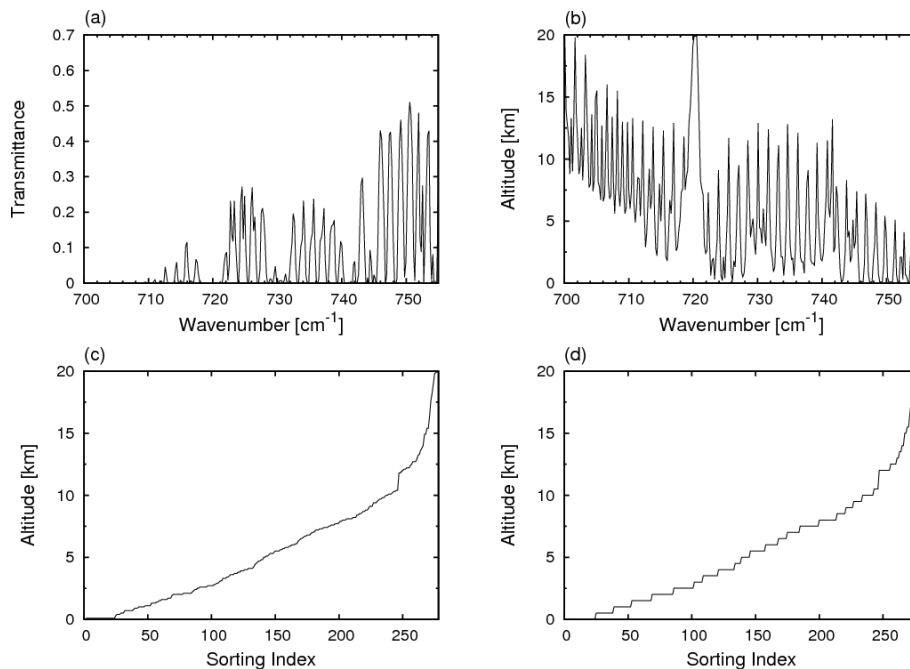 (a)
0.7
0.6
0.5
0.4
0.3
0.2
0.1
0
Transmittance
700 710 720 730 740 750
Wavenumber [cm-1]
(b)
20
15
10
5
0
Altitude [km]
700 710 720 730 740 750
Wavenumber [cm-1]
(c)
20
15
10
5
0
Altitude [km]
0 50 100 150 200 250
Sorting Index
(d)
20
15
10
5
0
Altitude [km]
0 50 100 150 200 250
Sorting Index